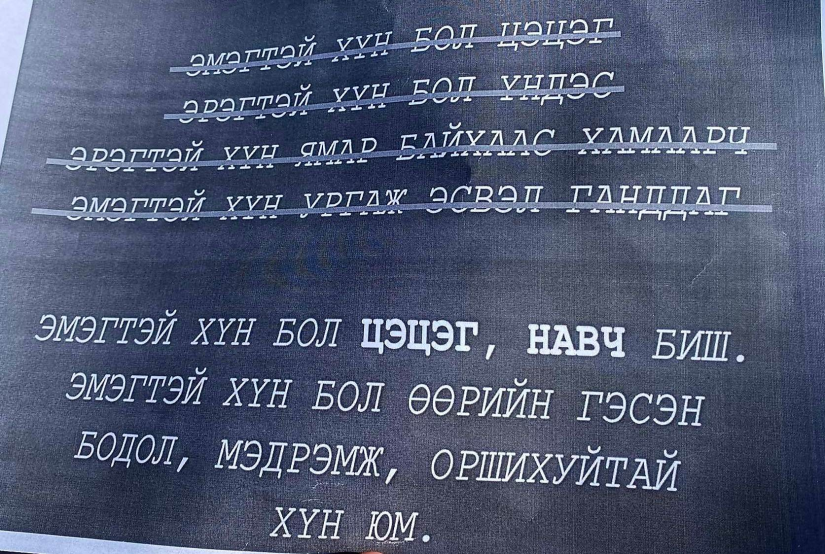 ЭМЭГТЭЙ ХҮН БОЛ ЦЭЦЭГ
ЭРЭГТЭЙ ХҮН БОЛ ҮНДЭС
ЭРЭГТЭЙ ХҮН ЯМАР БАЙХААС ХАМААРЧ
ЭМЭГТЭЙ ХҮН УРГАЖ ЭСВЭЛ ГАНДДАГ
ЭМЭГТЭЙ ХҮН БОЛ ЦЭЦЭГ, НАВЧ БИШ.
ЭМЭГТЭЙ ХҮН БОЛ ӨӨРИЙН ГЭСЭН
БОДОЛ, МЭДРЭМЖ, ОРШИХУЙТАЙ
ХҮН ЮМ.